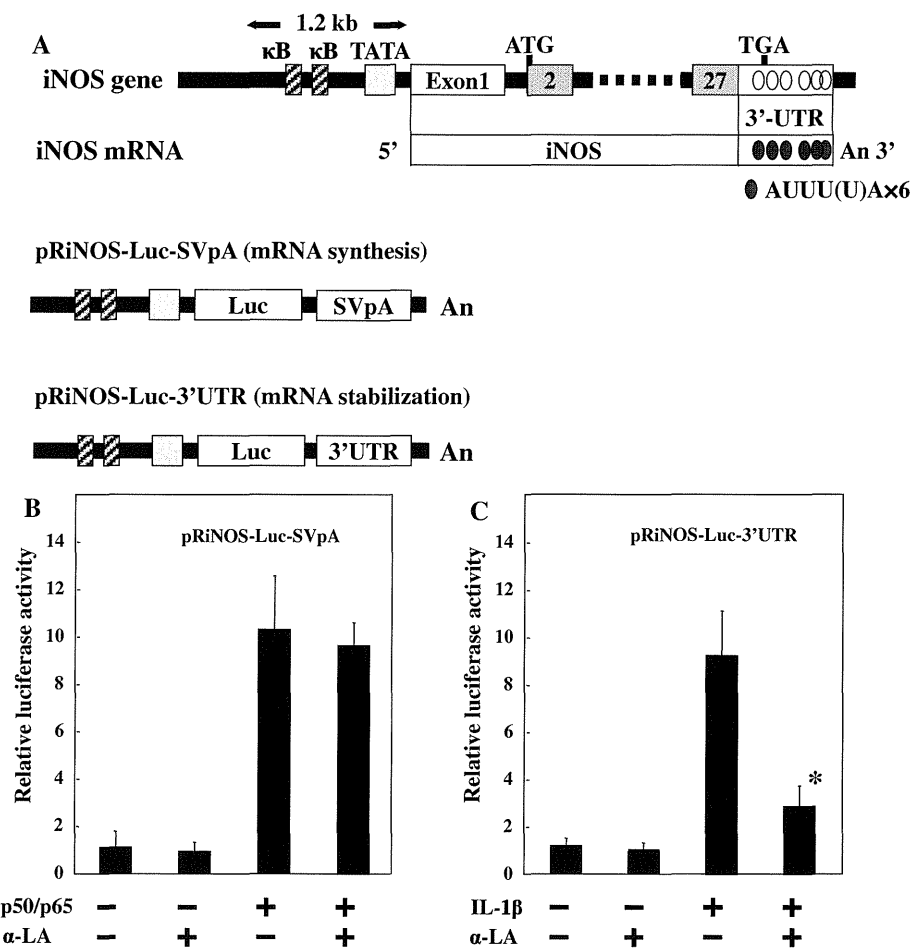 A
1.2 kb
κB κB TATA
ATG
TGA
iNOS gene
Exon1
2
27
3’-UTR
iNOS mRNA
5’
iNOS
An 3’
AUUU(U)A×6
pRiNOS-Luc-SVpA (mRNA synthesis)
Luc
SVpA
An
pRiNOS-Luc-3’UTR (mRNA stabilization)
Luc
3’UTR
An
B
pRiNOS-Luc-SVpA
Relative luciferase activity
14
12
10
8
6
4
2
0
p50/p65 − − + +
α-LA − + − +
C
pRiNOS-Luc-3’UTR
Relative luciferase activity
14
12
10
8
6
4
2
0
*
IL-1β − − + +
α-LA − + − +